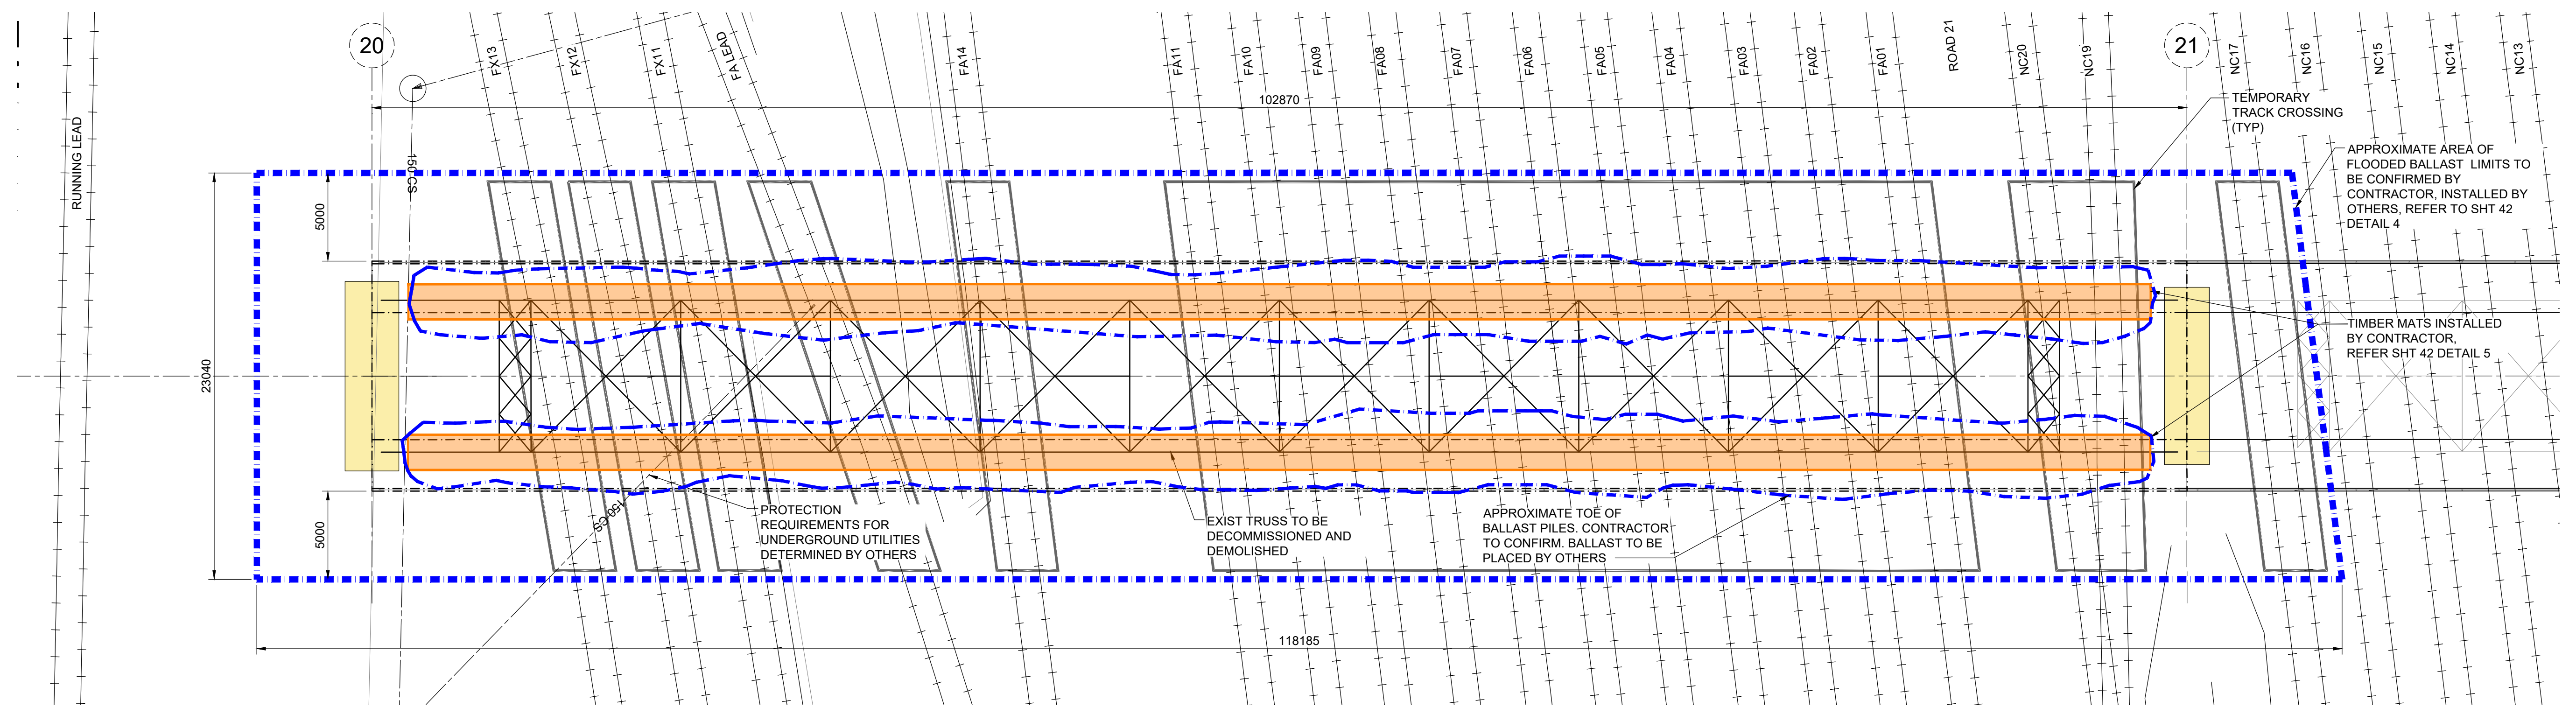 20
21
FX13
FX12
FX11
FA LEAD
FA14
FA11
FA10
FA09
FA08
FA07
FA06
FA05
FA04
FA03
FA02
FA01
ROAD 21
NC20
NC19
NC17
NC16
NC15
NC14
NC13
RUNNING LEAD
102870
TEMPORARY
TRACK CROSSING
(TYP)
APPROXIMATE AREA OF
FLOODED BALLAST LIMITS TO
BE CONFIRMED BY
CONTRACTOR, INSTALLED BY
OTHERS, REFER TO SHT 42
DETAIL 4
150 CS
5000
23040
TIMBER MATS INSTALLED
BY CONTRACTOR,
REFER SHT 42 DETAIL 5
5000
150 CS
PROTECTION
REQUIREMENTS FOR
UNDERGROUND UTILITIES
DETERMINED BY OTHERS
EXIST TRUSS TO BE
DECOMMISSIONED AND
DEMOLISHED
APPROXIMATE TOE OF
BALLAST PILES. CONTRACTOR
TO CONFIRM. BALLAST TO BE
PLACED BY OTHERS
118185